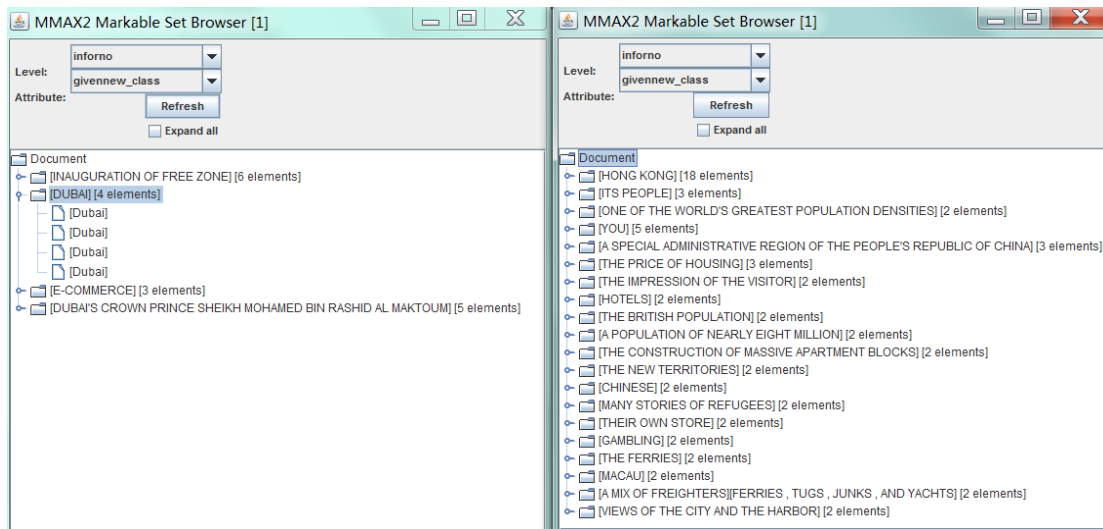 MMAX2 Markable Set Browser [1]
Level:
inforno
givennew_class
Attribute:
Refresh
Expand all
Document
[INAUGURATION OF FREE ZONE] [6 elements]
[DUBAI] [4 elements]
[Dubai]
[Dubai]
[Dubai]
[Dubai]
[E-COMMERCE] [3 elements]
[DUBAI'S CROWN PRINCE SHEIKH MOHAMED BIN RASHID AL MAKTOUM] [5 elements]
MMAX2 Markable Set Browser [1]
Level:
inforno
givennew_class
Attribute:
Refresh
Expand all
Document
[HONG KONG] [18 elements]
[ITS PEOPLE] [3 elements]
[ONE OF THE WORLD'S GREATEST POPULATION DENSITIES] [2 elements]
[YOU] [5 elements]
[A SPECIAL ADMINISTRATIVE REGION OF THE PEOPLE'S REPUBLIC OF CHINA] [3 elements]
[THE PRICE OF HOUSING] [3 elements]
[THE IMPRESSION OF THE VISITOR] [2 elements]
[HOTELS] [2 elements]
[THE BRITISH POPULATION] [2 elements]
[A POPULATION OF NEARLY EIGHT MILLION] [2 elements]
[THE CONSTRUCTION OF MASSIVE APARTMENT BLOCKS] [2 elements]
[THE NEW TERRITORIES] [2 elements]
[CHINESE] [2 elements]
[MANY STORIES OF REFUGEES] [2 elements]
[THEIR OWN STORE] [2 elements]
[GAMBLING] [2 elements]
[THE FERRIES] [2 elements]
[MACAU] [2 elements]
[A MIX OF FREIGHTERS][FERRIES , TUGS , JUNKS , AND YACHTS] [2 elements]
[VIEWS OF THE CITY AND THE HARBOR] [2 elements]